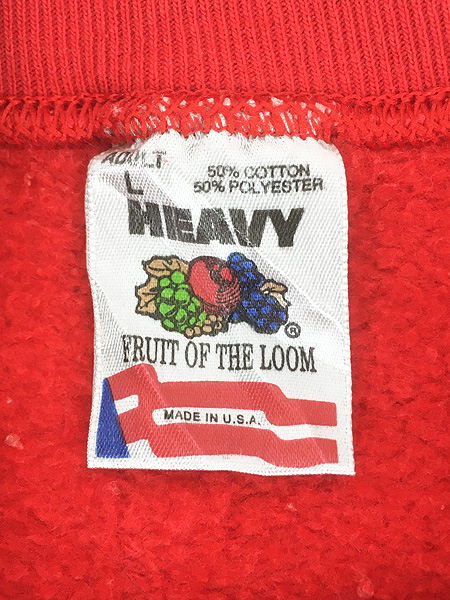 ADULT
L
50% COTTON
50% POLYESTER
HEAVY
®
FRUIT OF THE LOOM
MADE IN U.S.A.